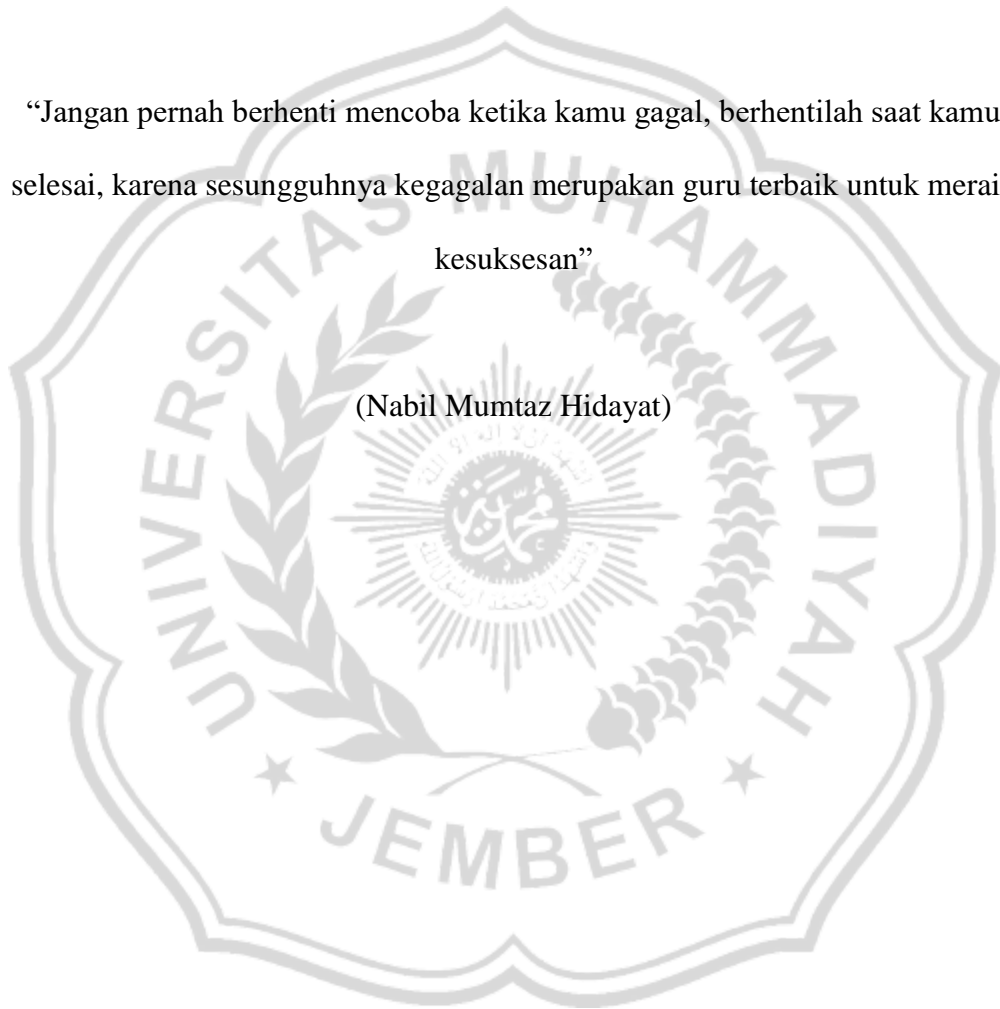 “Jangan pernah berhenti mencoba ketika kamu gagal, berhentilah saat kamu
selesai, karena sesungguhnya kegagalan merupakan guru terbaik untuk merai
kesuksesan”
(Nabil Mumtaz Hidayat)
UNIVERSITAS MUHAMMADIYAH
JEMBER